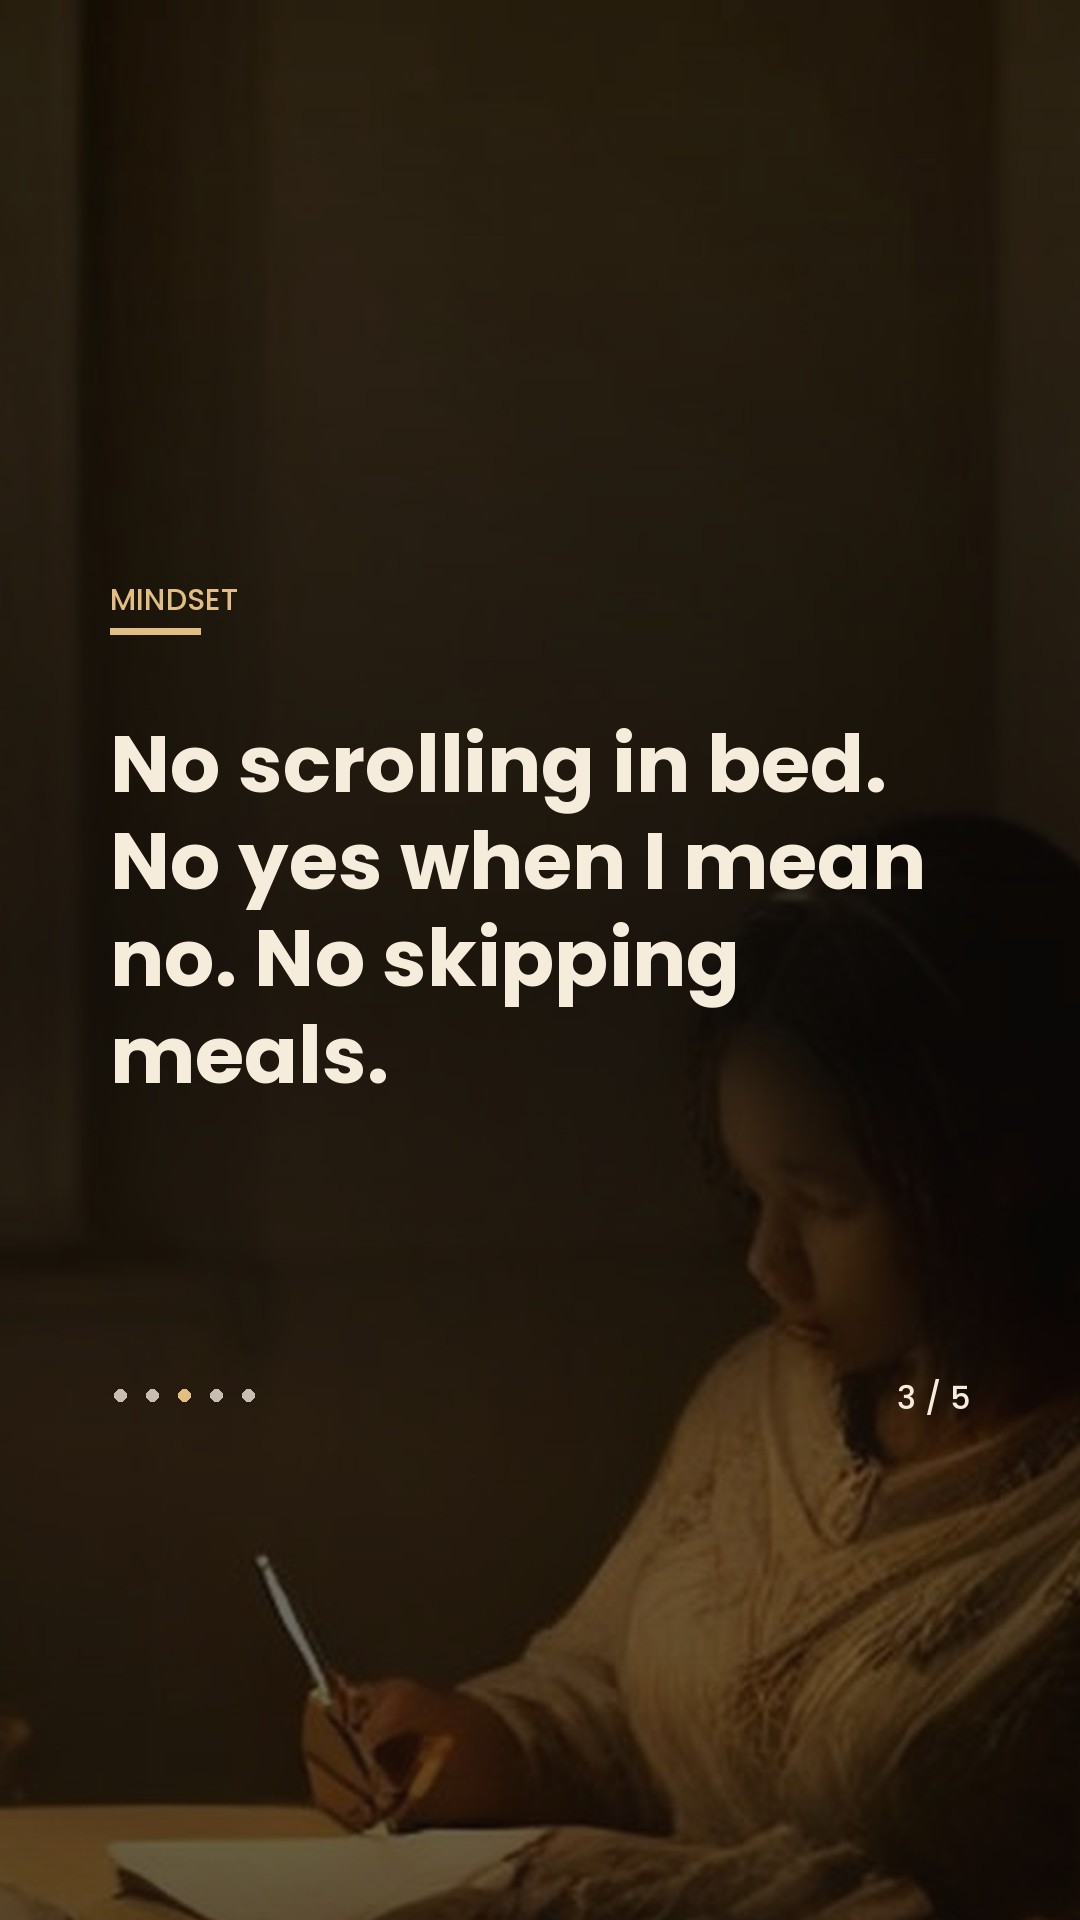 MINDSET
No scrolling in bed.
No yes when I mean
no. No skipping
meals.
3 / 5